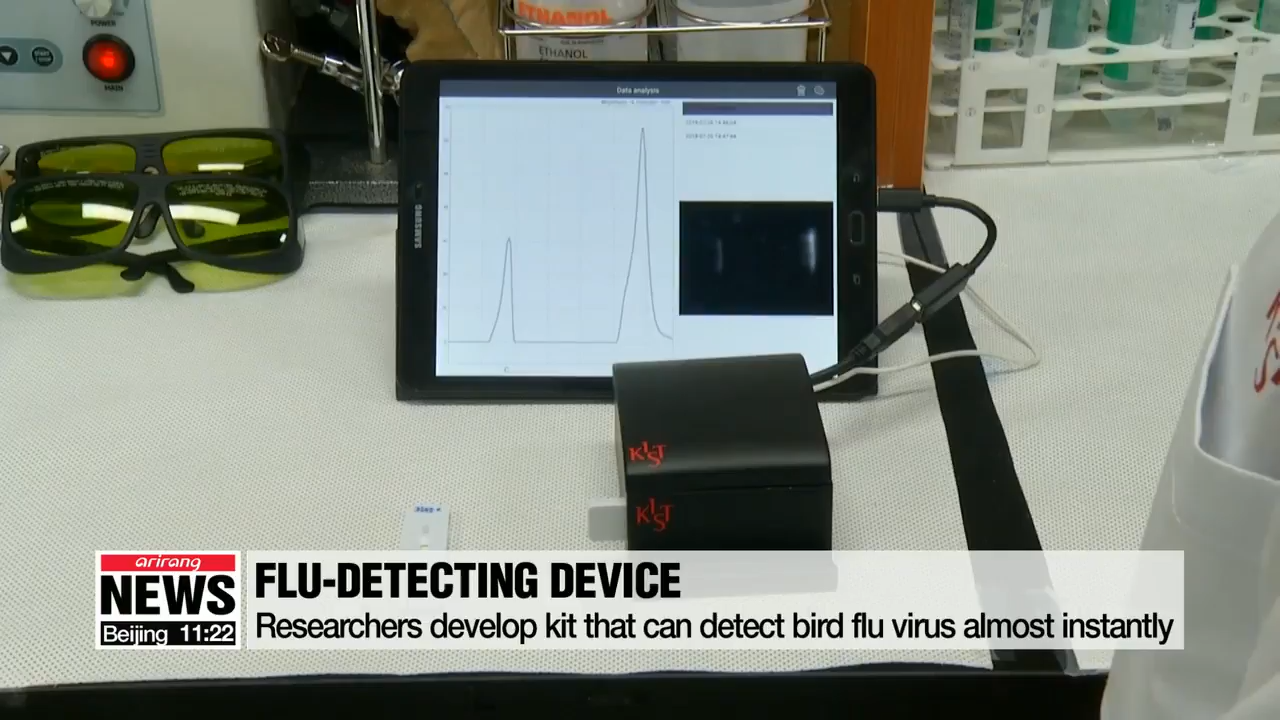 POWER
MAIN
ETHANOL
ETHANOL
Data analysis
SAMSUNG
KIST
KIST
arirang
NEWS
Beijing 11:22
FLU-DETECTING DEVICE
Researchers develop kit that can detect bird flu virus almost instantly